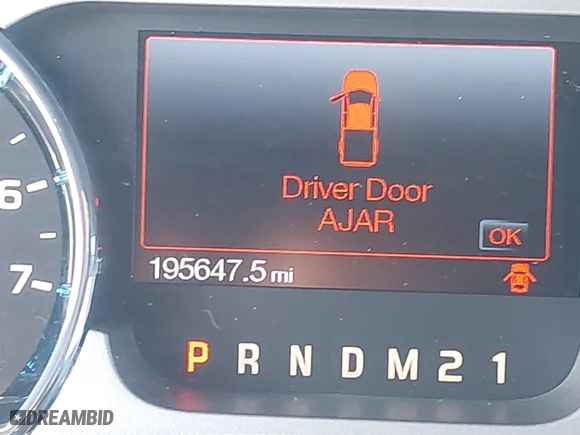 Driver Door
AJAR
OK
6
7
195647.5 mi
P R N D M 2 1
DREAMBID